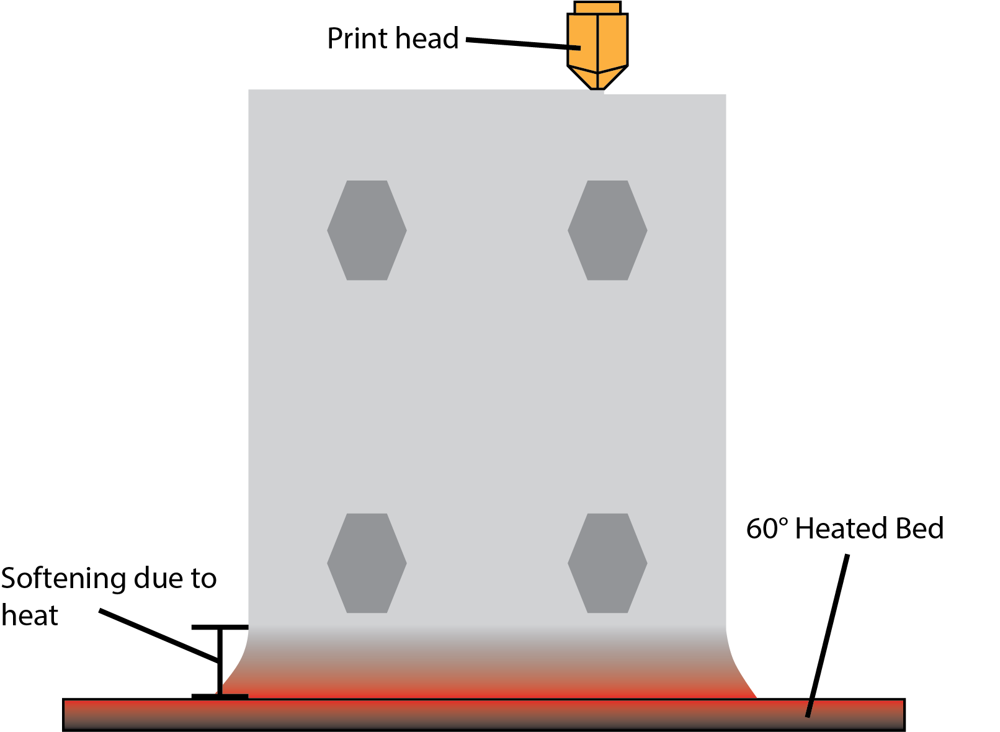 Print head
60° Heated Bed
Softening due to
heat